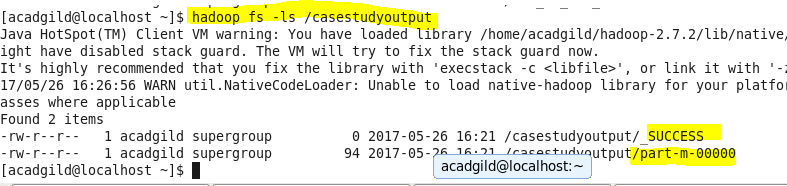 [acadgild@localhost ~]$ hadoop fs -ls /casestudyoutput
Java HotSpot(TM) Client VM warning: You have loaded library /home/acadgild/hadoop-2.7.2/lib/native/
ight have disabled stack guard. The VM will try to fix the stack guard now.
It's highly recommended that you fix the library with 'execstack -c <libfile>', or link it with '-z
17/05/26 16:26:56 WARN util.NativeCodeLoader: Unable to load native-hadoop library for your platfor
asses where applicable
Found 2 items
-rw-r--r-- 1 acadgild supergroup 0 2017-05-26 16:21 /casestudyoutput/_SUCCESS
-rw-r--r-- 1 acadgild supergroup 94 2017-05-26 16:21 /casestudyoutput/part-m-00000
[acadgild@localhost ~]$
acadgild@localhost:~